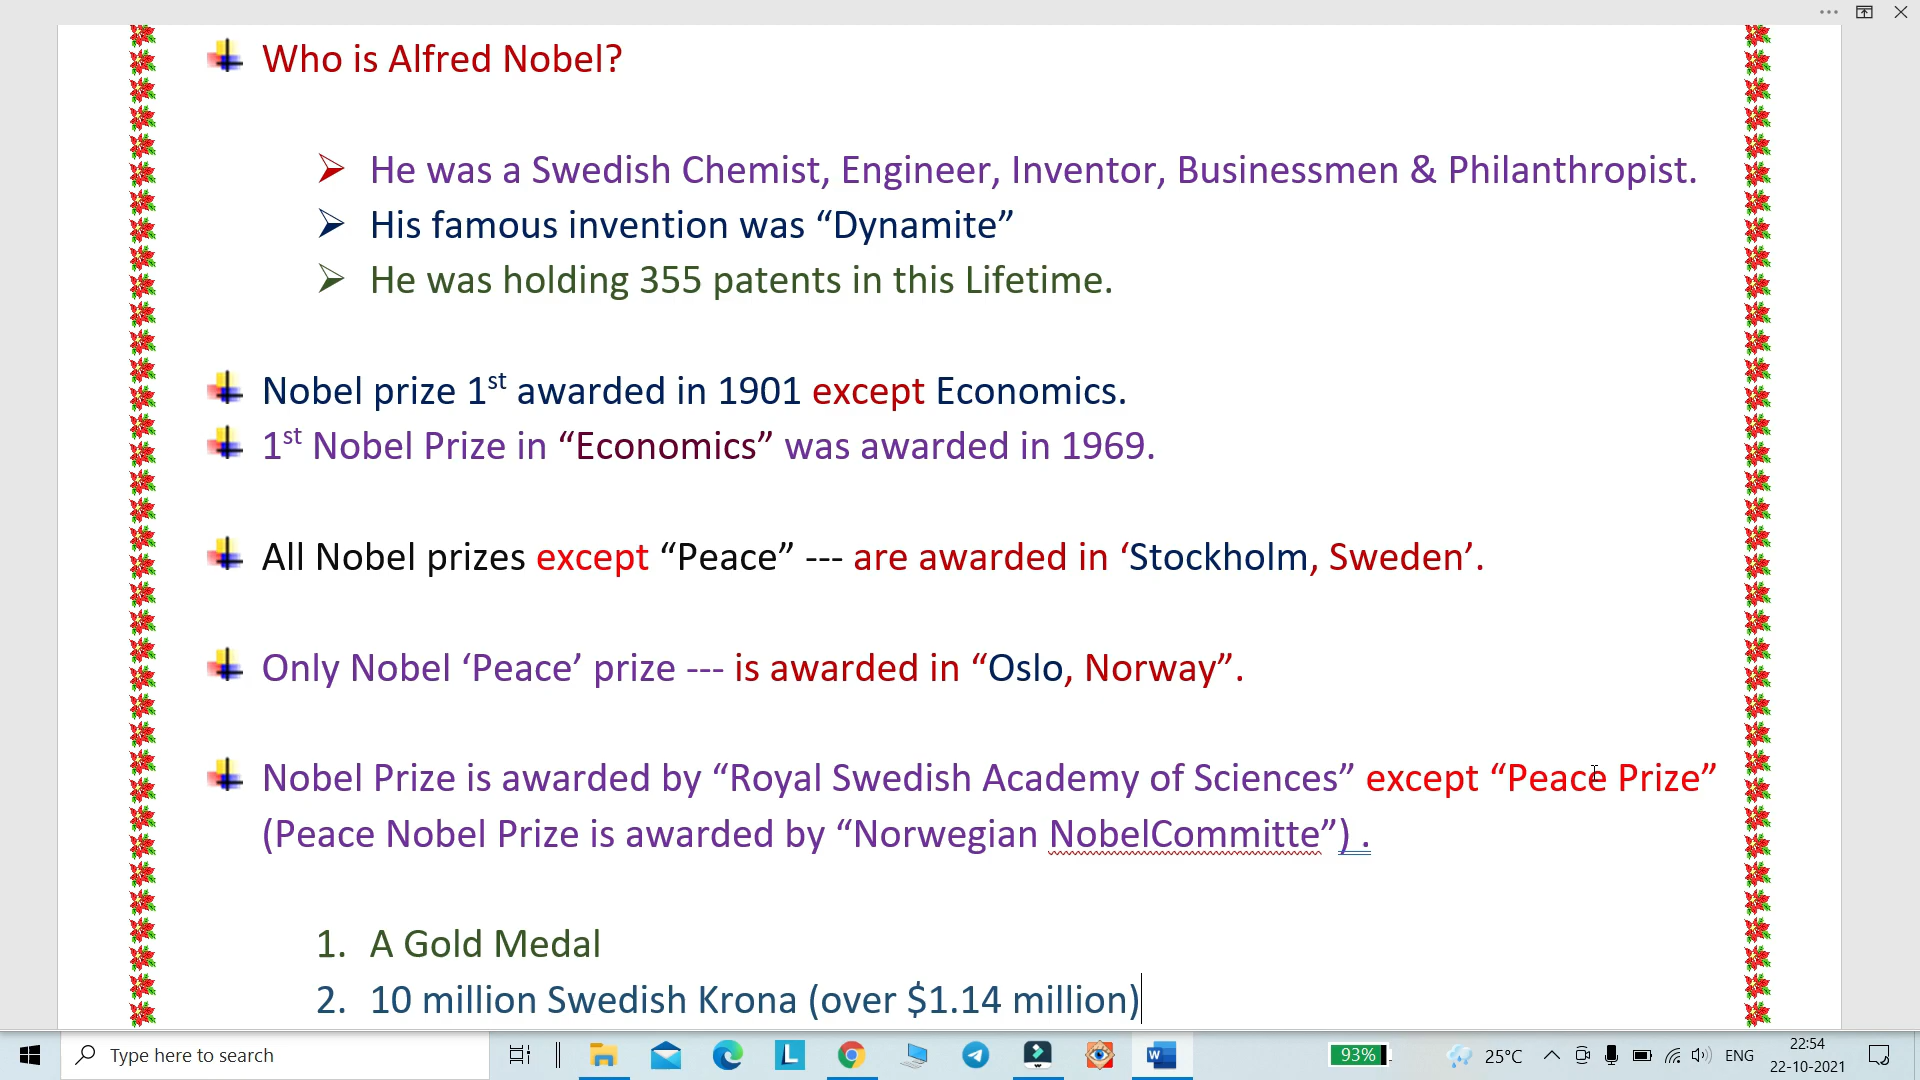 Who is Alfred Nobel?
He was a Swedish Chemist, Engineer, Inventor, Businessmen & Philanthropist.
His famous invention was “Dynamite”
He was holding 355 patents in this Lifetime.
Nobel prize 1st awarded in 1901 except Economics.
1st Nobel Prize in “Economics” was awarded in 1969.
All Nobel prizes except “Peace” --- are awarded in ‘Stockholm, Sweden’.
Only Nobel ‘Peace’ prize --- is awarded in “Oslo, Norway”.
Nobel Prize is awarded by “Royal Swedish Academy of Sciences” except “Peace Prize”
(Peace Nobel Prize is awarded by “Norwegian NobelCommitte”) .
1. A Gold Medal
2. 10 million Swedish Krona (over $1.14 million)
Type here to search
L
W
93%
25°C
ENG
22:54
22-10-2021